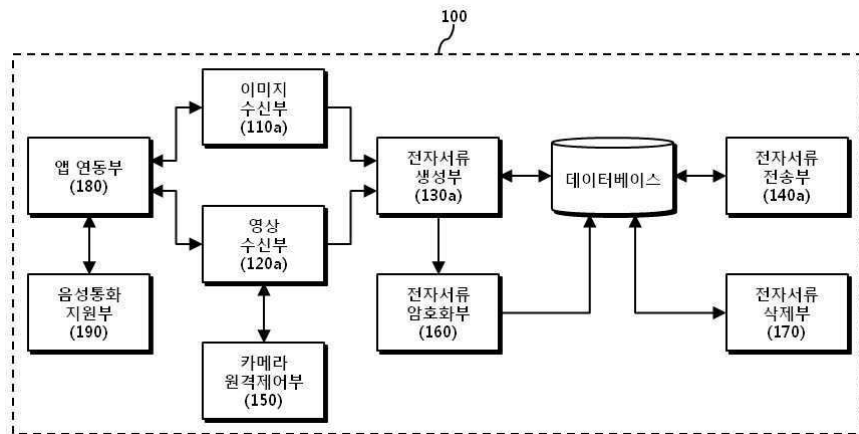 100
이미지
수신부
(110a)
앱 연동부
(180)
전자서류
생성부
(130a)
데이터베이스
전자서류
전송부
(140a)
영상
수신부
(120a)
음성통화
지원부
(190)
전자서류
암호화부
(160)
전자서류
삭제부
(170)
카메라
원격제어부
(150)